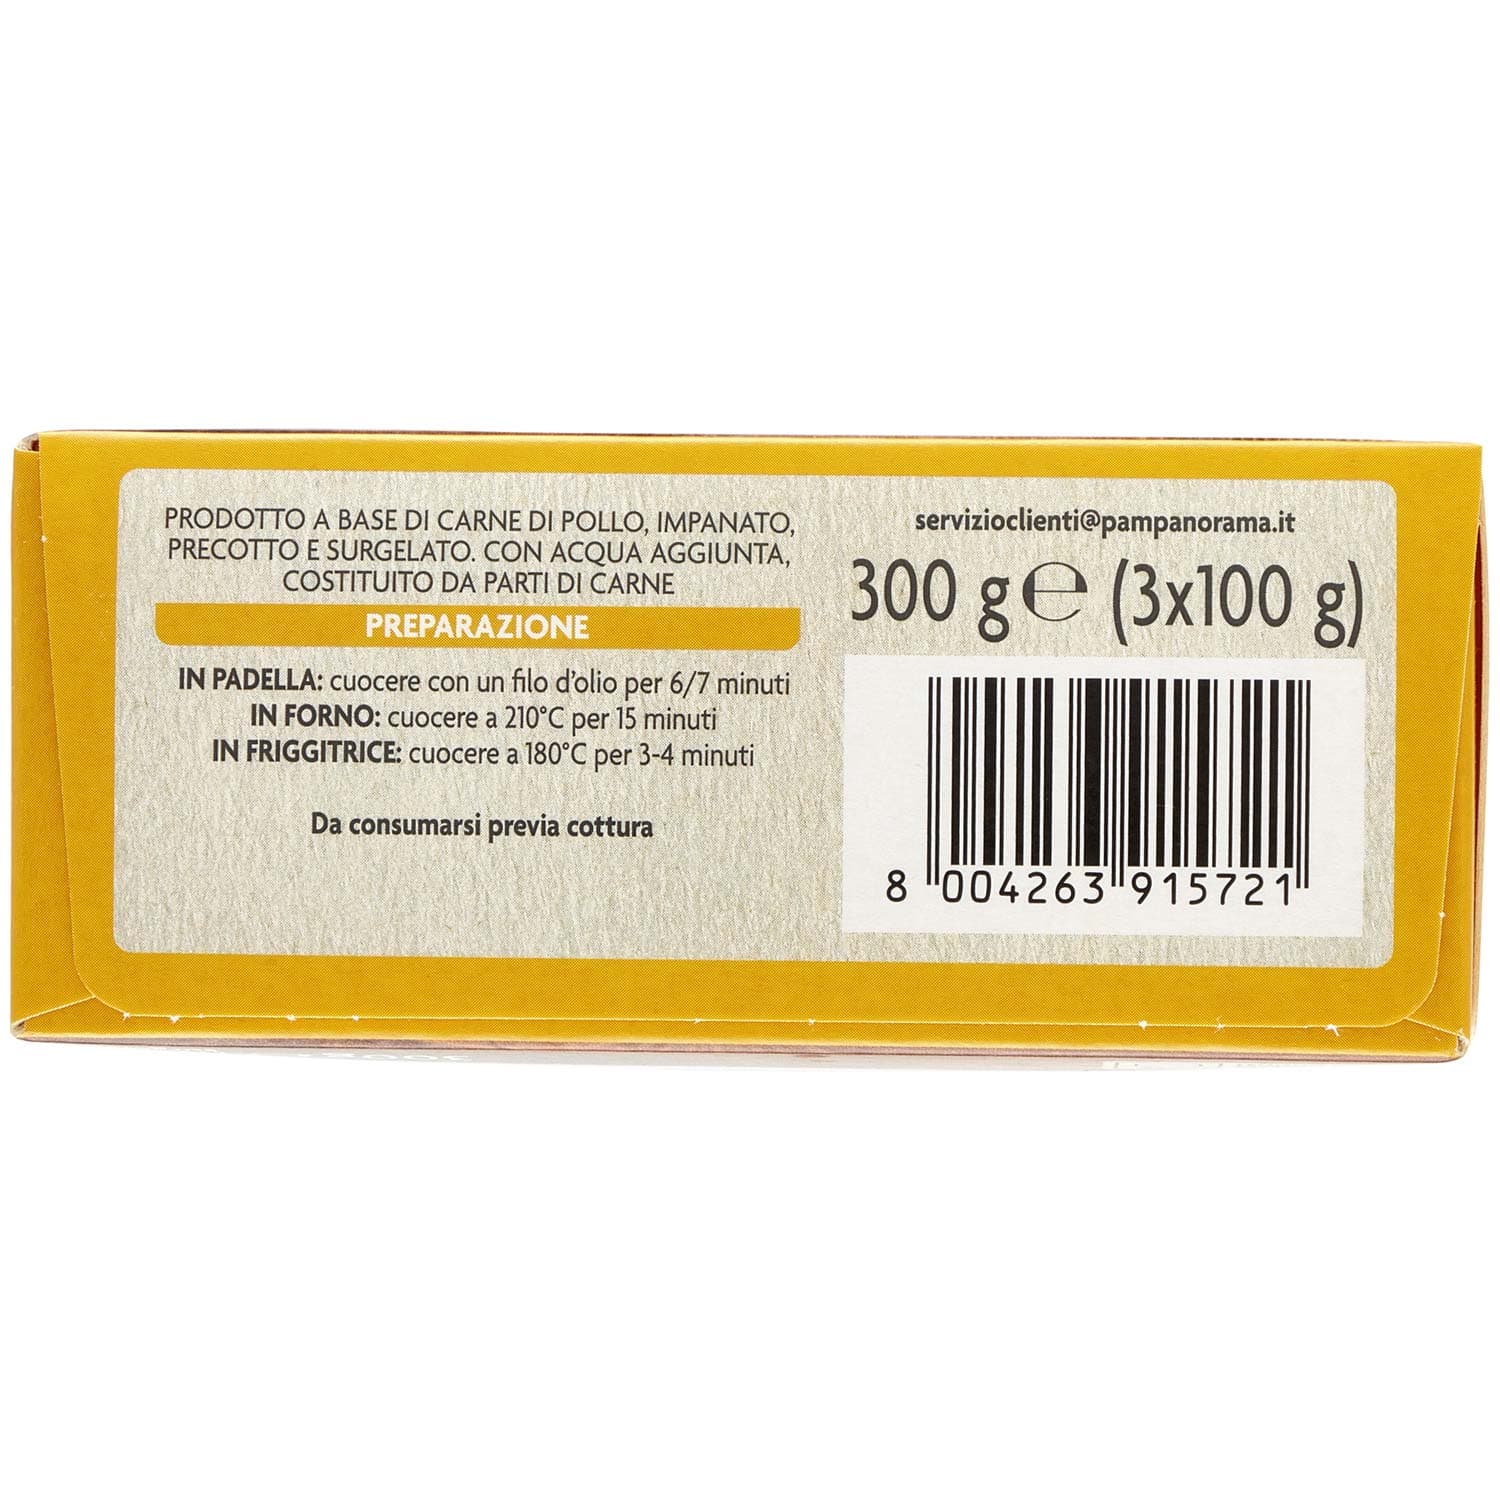 PRODOTTO A BASE DI CARNE DI POLLO, IMPANATO,
PRECOTTO E SURGELATO. CON ACQUA AGGIUNTA,
COSTITUITO DA PARTI DI CARNE
PREPARAZIONE
IN PADELLA: cuocere con un filo d'olio per 6/7 minuti
IN FORNO: cuocere a 210°C per 15 minuti
IN FRIGGITRICE: cuocere a 180°C per 3-4 minuti
Da consumarsi previa cottura
servizioclienti@pampanorama.it
300 g ℮ (3x100 g)
8 004263 915721